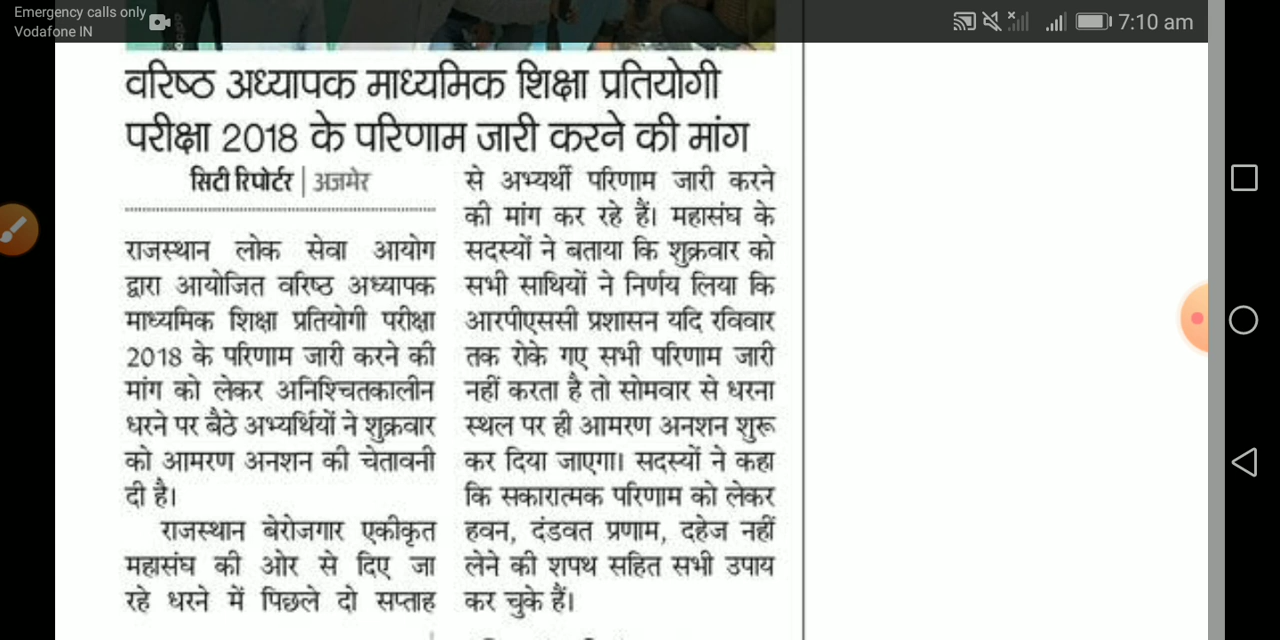 Emergency calls only
Vodafone IN
7:10 am
वरिष्ठ अध्यापक माध्यमिक शिक्षा प्रतियोगी
परीक्षा 2018 के परिणाम जारी करने की मांग
सिटी रिपोर्टर | अजमेर
राजस्थान लोक सेवा आयोग
द्वारा आयोजित वरिष्ठ अध्यापक
माध्यमिक शिक्षा प्रतियोगी परीक्षा
2018 के परिणाम जारी करने की
मांग को लेकर अनिश्चितकालीन
धरने पर बैठे अभ्यर्थियों ने शुक्रवार
को आमरण अनशन की चेतावनी
दी है।
राजस्थान बेरोजगार एकीकृत
महासंघ की ओर से दिए जा
रहे धरने में पिछले दो सप्ताह
से अभ्यर्थी परिणाम जारी करने
की मांग कर रहे हैं। महासंघ के
सदस्यों ने बताया कि शुक्रवार को
सभी साथियों ने निर्णय लिया कि
आरपीएससी प्रशासन यदि रविवार
तक रोके गए सभी परिणाम जारी
नहीं करता है तो सोमवार से धरना
स्थल पर ही आमरण अनशन शुरू
कर दिया जाएगा। सदस्यों ने कहा
कि सकारात्मक परिणाम को लेकर
हवन, दंडवत प्रणाम, दहेज नहीं
लेने की शपथ सहित सभी उपाय
कर चुके हैं।